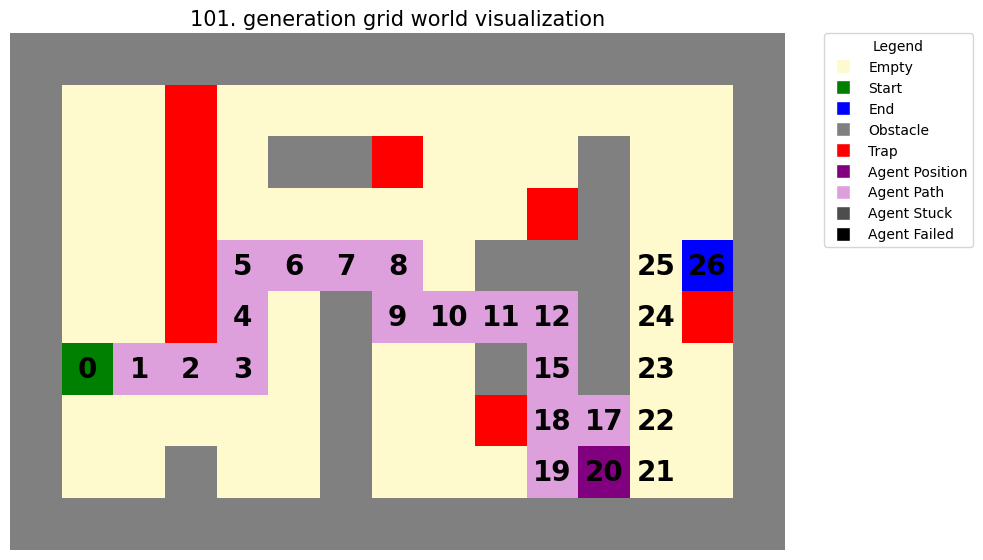 101. generation grid world visualization
Legend
Empty
Start
End
Obstacle
Trap
Agent Position
Agent Path
Agent Stuck
Agent Failed
5 6 7 8 25 26
4 9 10 11 12 24
0 1 2 3 15 23
18 17 22
19 20 21